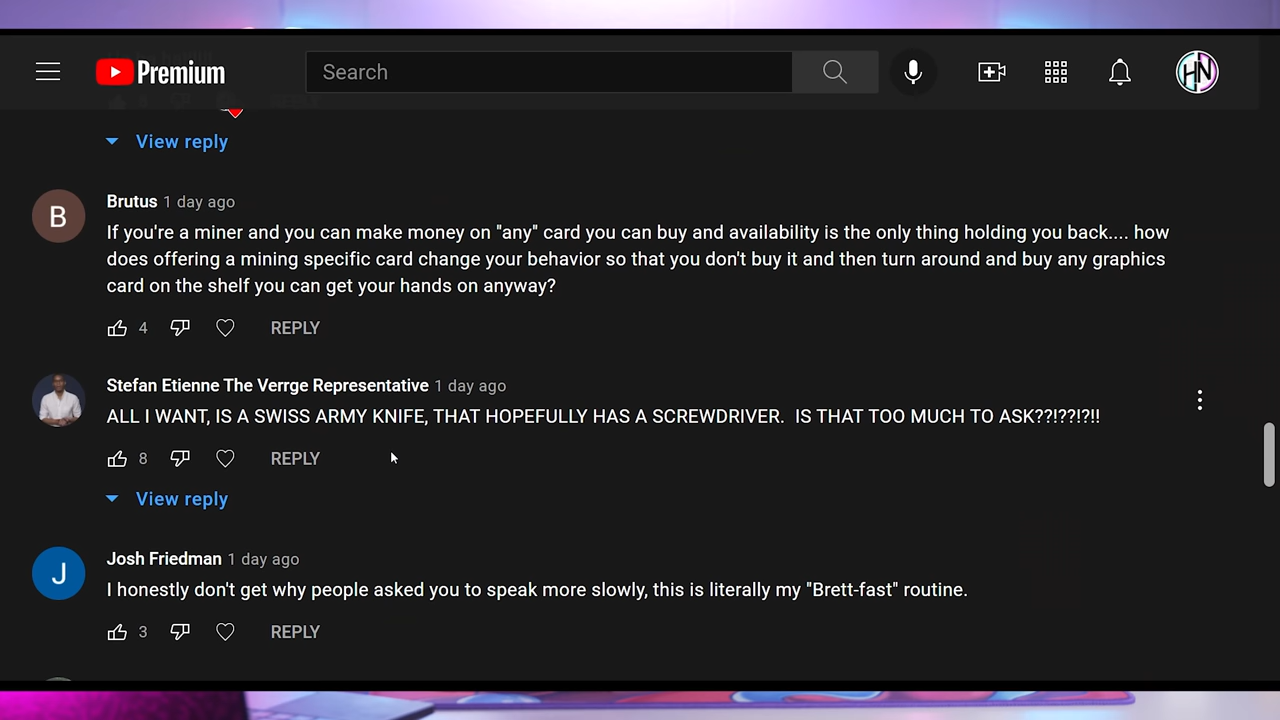 Premium
Search
HN
View reply
B
Brutus 1 day ago
If you're a miner and you can make money on "any" card you can buy and availability is the only thing holding you back.... how
does offering a mining specific card change your behavior so that you don't buy it and then turn around and buy any graphics
card on the shelf you can get your hands on anyway?
4 REPLY
Stefan Etienne The Verrge Representative 1 day ago
ALL I WANT, IS A SWISS ARMY KNIFE, THAT HOPEFULLY HAS A SCREWDRIVER.  IS THAT TOO MUCH TO ASK??!??!?!!
8 REPLY
View reply
J
Josh Friedman 1 day ago
I honestly don't get why people asked you to speak more slowly, this is literally my "Brett-fast" routine.
3 REPLY